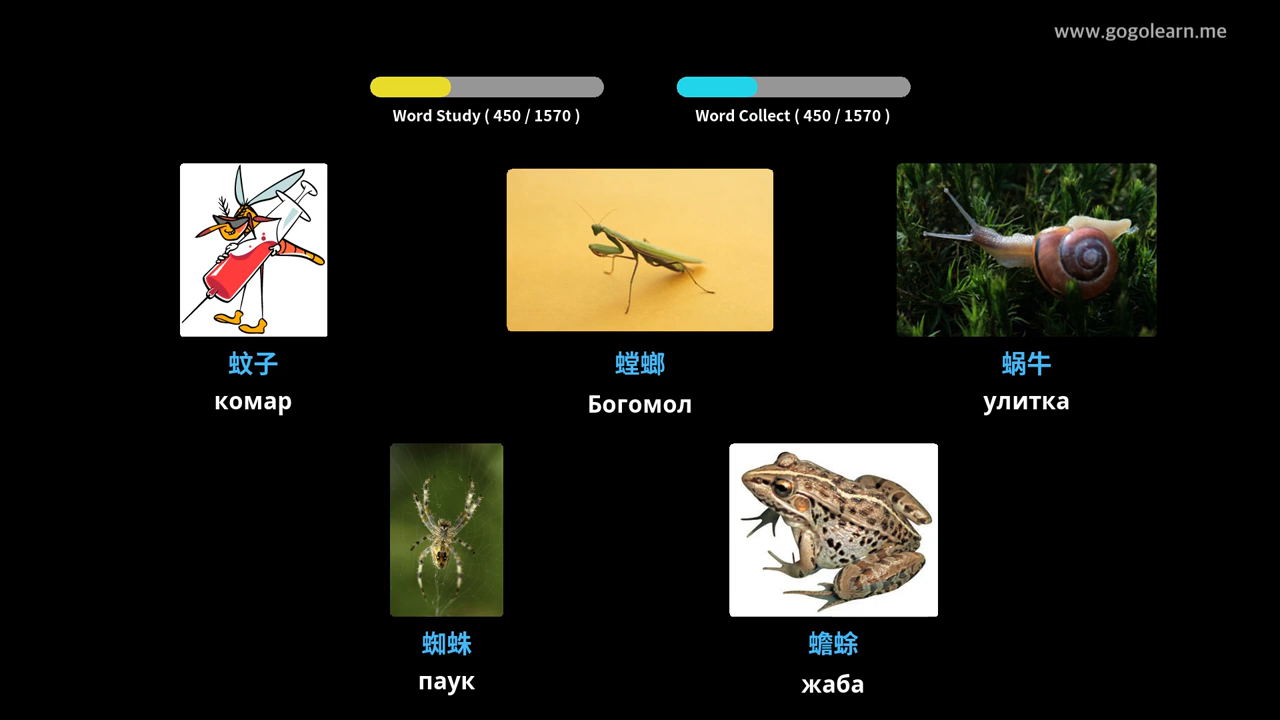 www.gogolearn.me
Word Study ( 450 / 1570 )
Word Collect ( 450 / 1570 )
蚊子
комар
螳螂
Богомол
蜗牛
улитка
蜘蛛
паук
蟾蜍
жаба